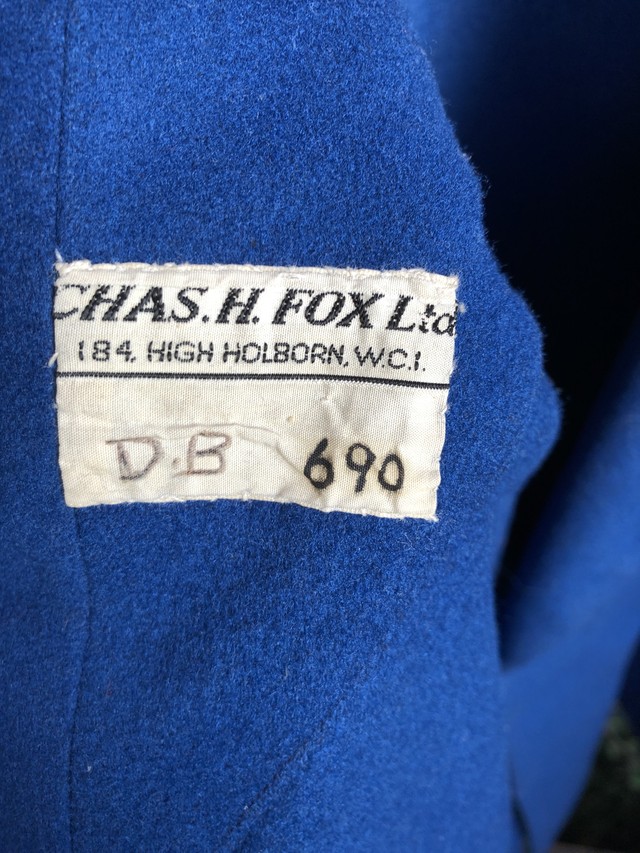 CHAS. H. FOX Ltd
184, HIGH HOLBORN, W.C.1.
D.B 690